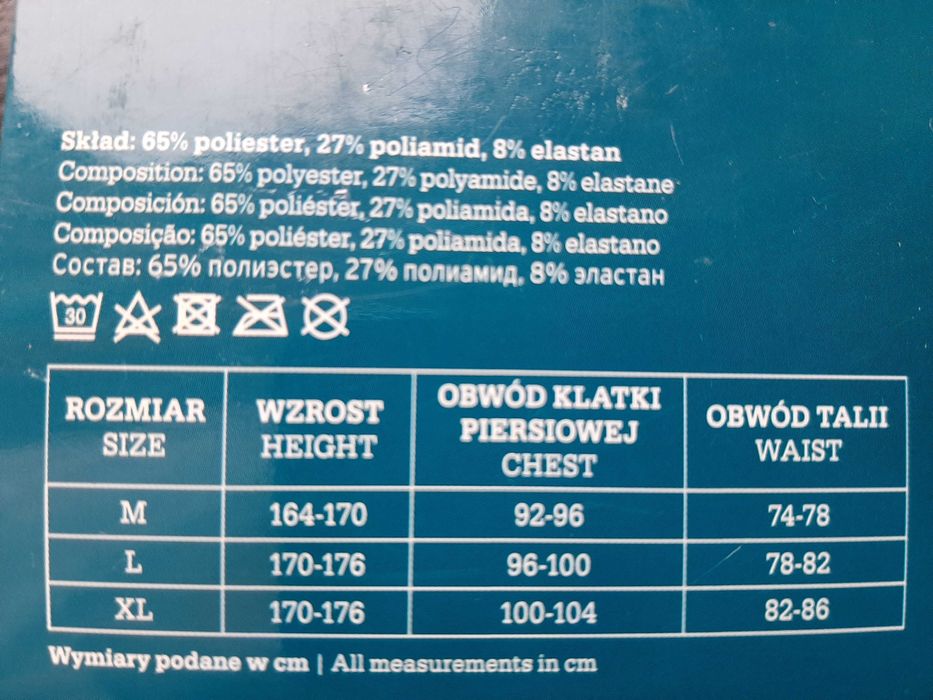 Skład: 65% poliester, 27% poliamid, 8% elastan
Composition: 65% polyester, 27% polyamide, 8% elastane
Composición: 65% poliéster, 27% poliamida, 8% elastano
Composição: 65% poliéster, 27% poliamida, 8% elastano
Состав: 65% полиэстер, 27% полиамид, 8% эластан
30
ROZMIAR
SIZE
WZROST
HEIGHT
OBWÓD KLATKI
PIERSIOWEJ
CHEST
OBWÓD TALII
WAIST
M 164-170 92-96 74-78
L 170-176 96-100 78-82
XL 170-176 100-104 82-86
Wymiary podane w cm | All measurements in cm